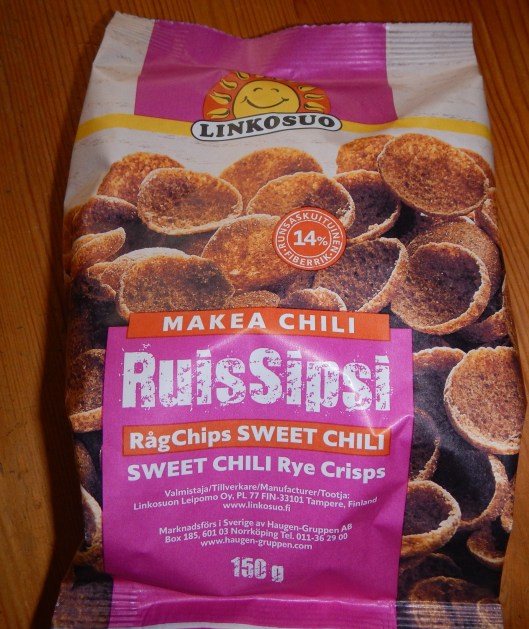 LINKOSUO
RUNSASKUITUINEN
14%
FIBERRIK
MAKEA CHILI
RuisSipsi
RågChips SWEET CHILI
SWEET CHILI Rye Crisps
Valmistaja/Tillverkare/Manufacturer/Tootja:
Linkosuon Leipomo Oy, PL 77 FIN-33101 Tampere, Finland
www.linkosuo.fi
Marknadsförs i Sverige av Haugen-Gruppen AB
Box 185, 601 03 Norrköping Tel. 011-36 29 00
www.haugen-gruppen.com
150 g